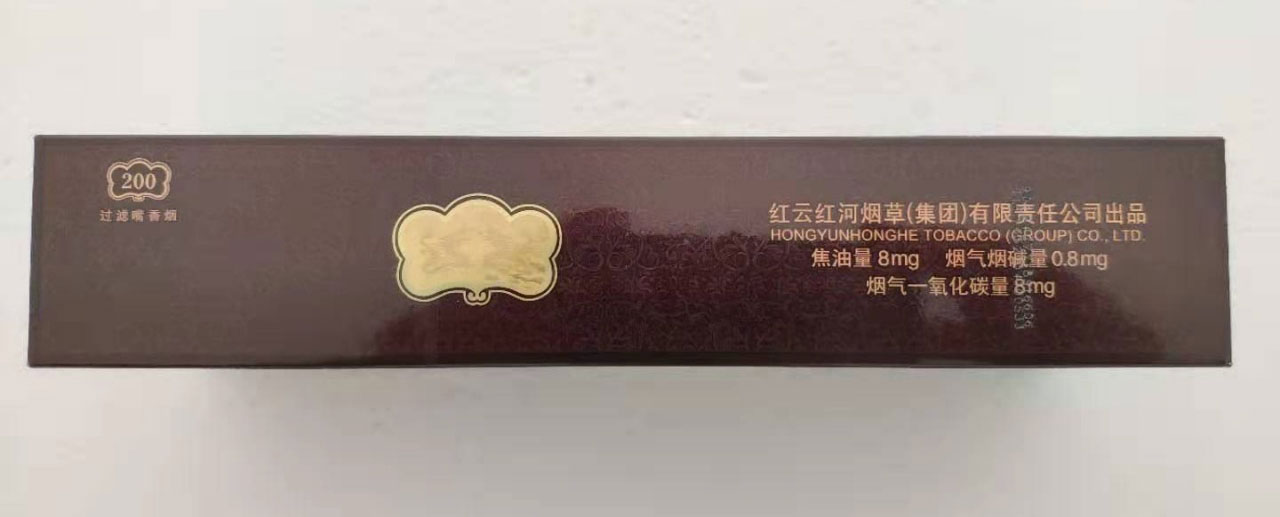 200
过滤嘴香烟
红云红河烟草(集团)有限责任公司出品
HONGYUNHONGHE TOBACCO (GROUP) CO., LTD.
焦油量 8mg 烟气烟碱量 0.8mg
烟气一氧化碳量 8mg